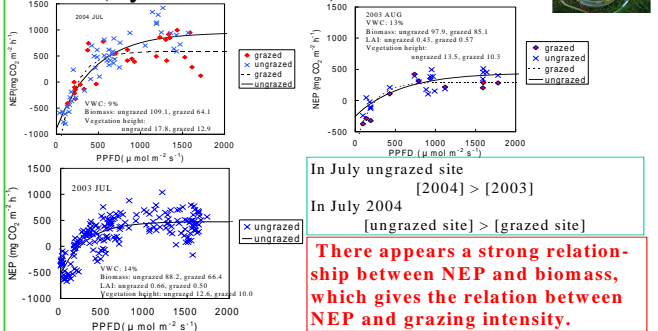 2004 JUL
1500
1000
500
0
-500
-1000
NEP(mg CO2 m-2 h-1)
VWC: 9%
Biomass: ungrazed 109.1, grazed 64.1
Vegetation height:
ungrazed 17.8, grazed 12.9
0 500 1000 1500 2000
PPFD( μ mol m-2 s-1)
grazed
ungrazed
grazed
ungrazed
2003 AUG
VWC: 13%
Biomass: ungrazed 97.9, grazed 85.1
LAI: ungrazed 0.43, grazed 0.57
Vegetation height:
ungrazed 13.5, grazed 10.3
1500
1000
500
0
-500
NEP (mg CO2 m-2 h-1)
0 500 1000 1500 2000
PPFD( μ mol m-2 s-1)
grazed
ungrazed
grazed
ungrazed
2003 JUL
1500
1000
500
0
-500
-1000
NEP (mg CO2 m-2 h-1)
VWC: 14%
Biomass: ungrazed 88.2, grazed 66.4
LAI: ungrazed 0.66, grazed 0.50
Vegetation height: ungrazed 12.6, grazed 10.0
0 500 1000 1500 2000
PPFD( μ mol m-2 s-1)
ungrazed
ungrazed
In July ungrazed site
[2004] > [2003]
In July 2004
[ungrazed site] > [grazed site]
There appears a strong relation-
ship between NEP and biomass,
which gives the relation between
NEP and grazing intensity.